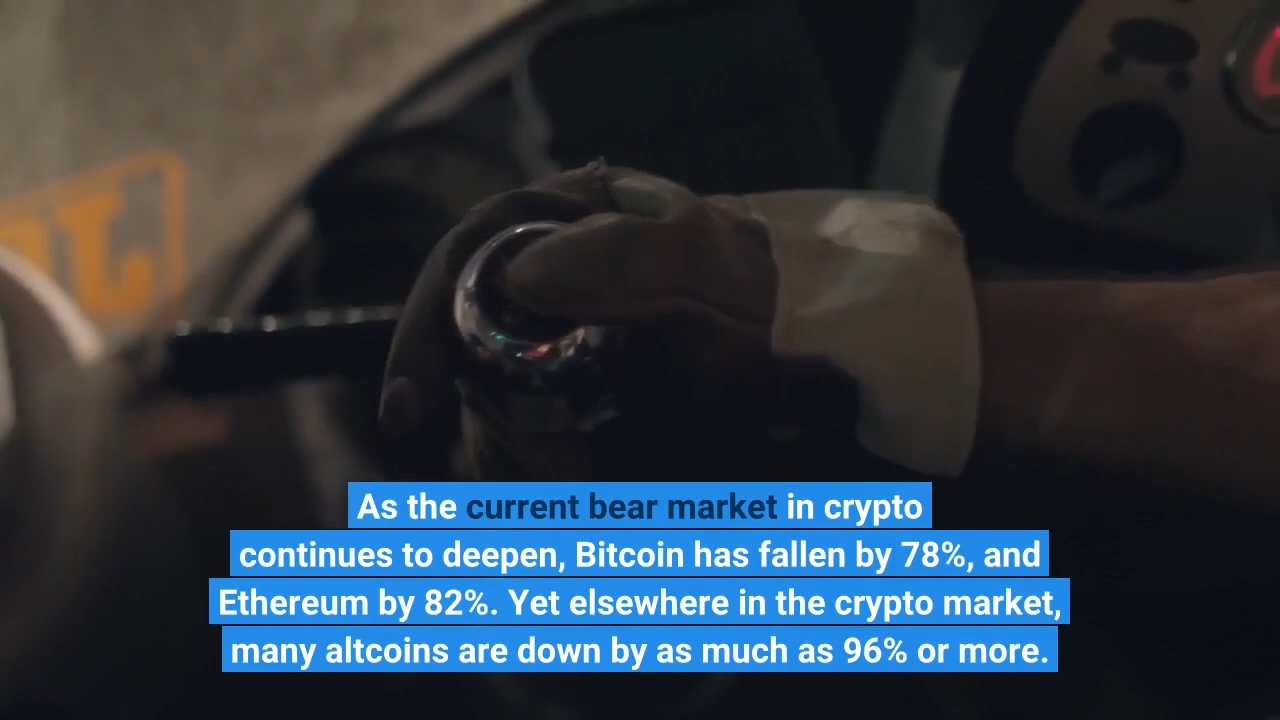 As the current bear market in crypto
continues to deepen, Bitcoin has fallen by 78%, and
Ethereum by 82%. Yet elsewhere in the crypto market,
many altcoins are down by as much as 96% or more.